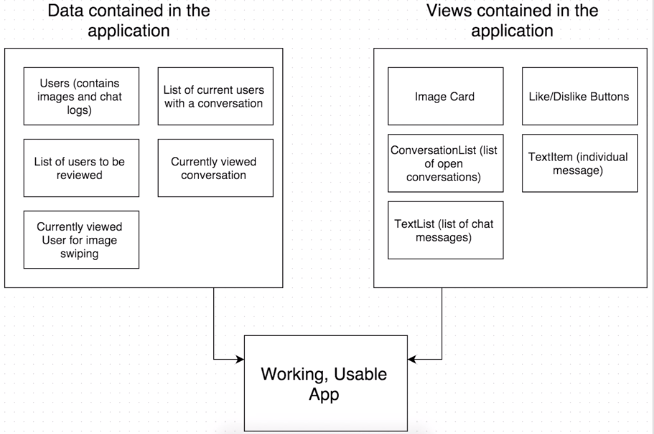 Data contained in the
application
Users (contains
images and chat
logs)
List of current users
with a conversation
List of users to be
reviewed
Currently viewed
conversation
Currently viewed
User for image
swiping
Views contained in the
application
Image Card
Like/Dislike Buttons
ConversationList (list
of open
conversations)
TextItem (individual
message)
TextList (list of chat
messages)
Working, Usable
App